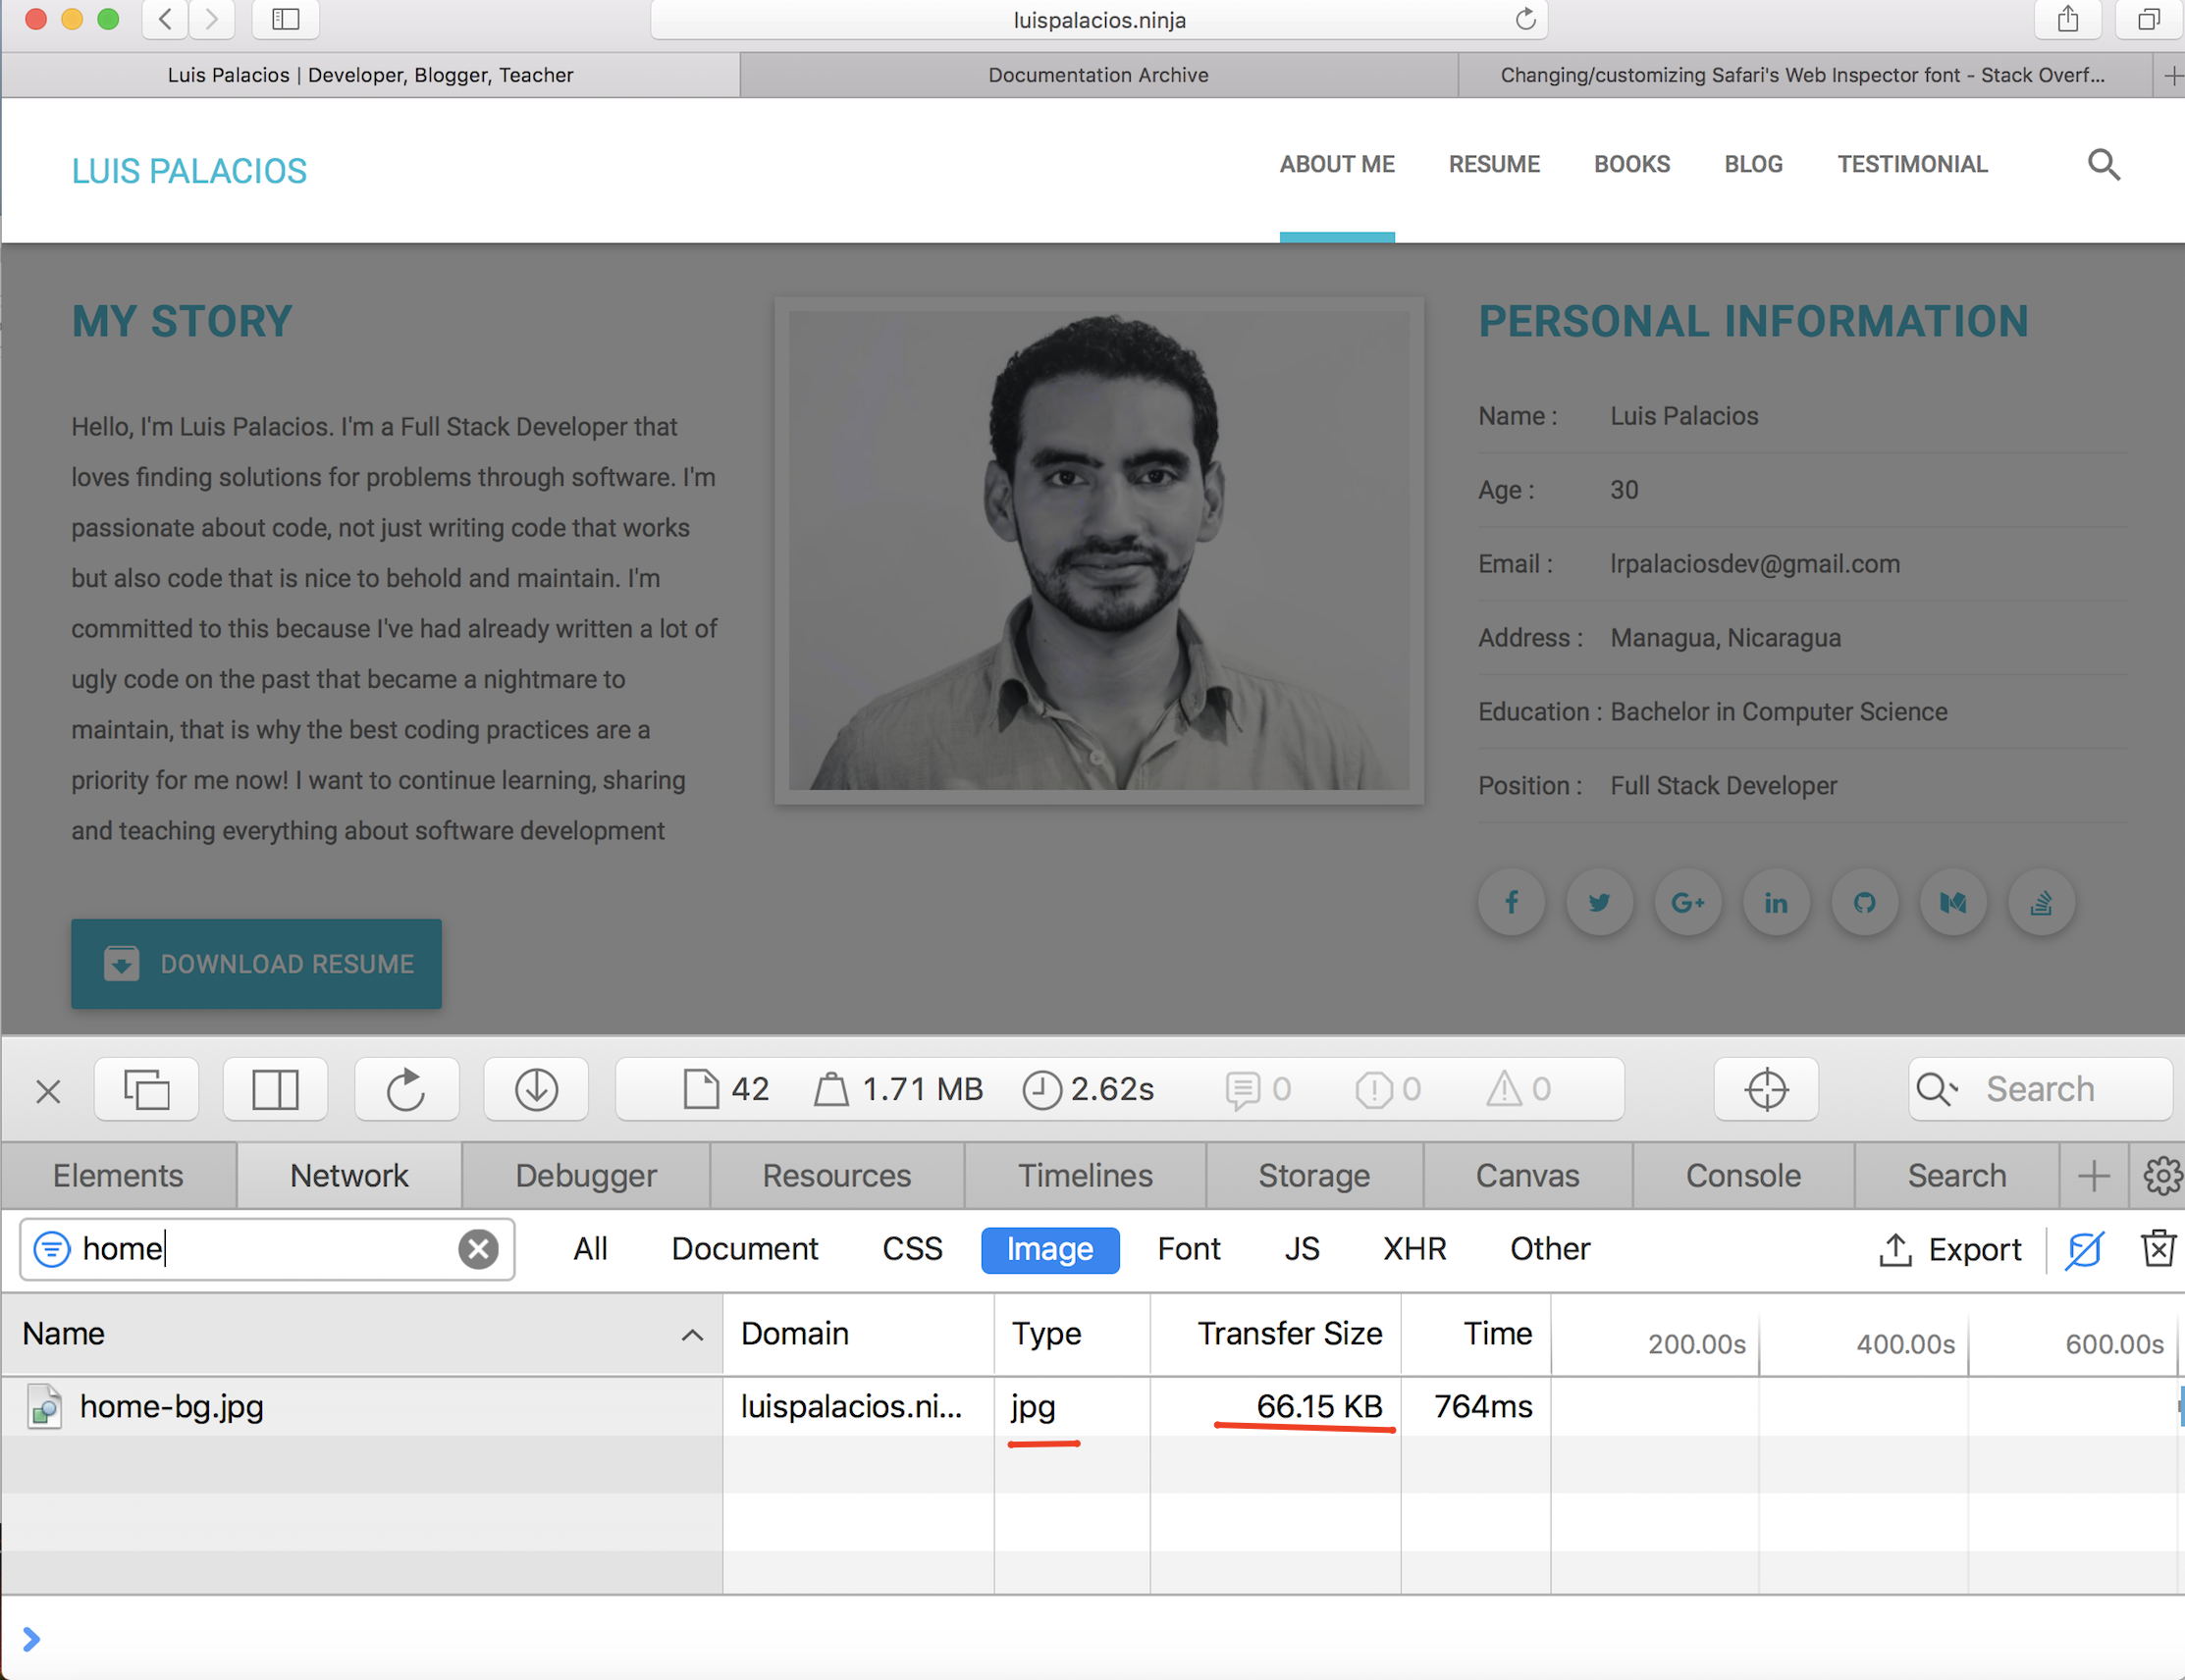 luispalacios.ninja
Luis Palacios | Developer, Blogger, Teacher
Documentation Archive
Changing/customizing Safari's Web Inspector font - Stack Overf...
LUIS PALACIOS
ABOUT ME
RESUME
BOOKS
BLOG
TESTIMONIAL
MY STORY
Hello, I'm Luis Palacios. I'm a Full Stack Developer that
loves finding solutions for problems through software. I'm
passionate about code, not just writing code that works
but also code that is nice to behold and maintain. I'm
committed to this because I've had already written a lot of
ugly code on the past that became a nightmare to
maintain, that is why the best coding practices are a
priority for me now! I want to continue learning, sharing
and teaching everything about software development
DOWNLOAD RESUME
PERSONAL INFORMATION
Name : Luis Palacios
Age : 30
Email : lrpalaciosdev@gmail.com
Address : Managua, Nicaragua
Education : Bachelor in Computer Science
Position : Full Stack Developer
f
G+
in
42
1.71 MB
2.62s
0
0
0
Search
Elements
Network
Debugger
Resources
Timelines
Storage
Canvas
Console
Search
home
All
Document
CSS
Image
Font
JS
XHR
Other
Export
Name
Domain
Type
Transfer Size
Time
200.00s
400.00s
600.00s
home-bg.jpg
luispalacios.ni...
jpg
66.15 KB
764ms